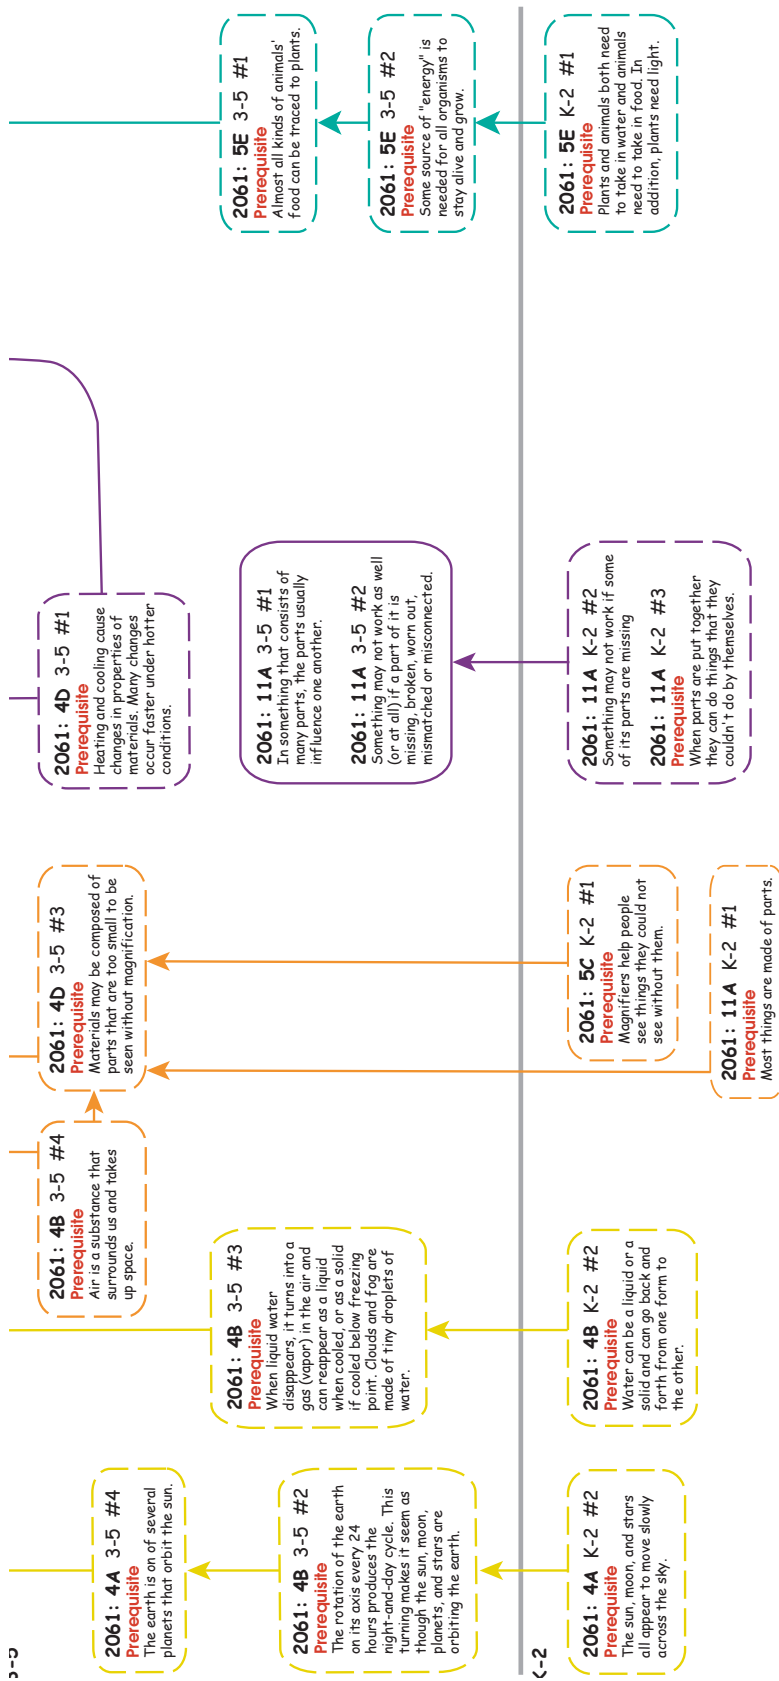 3-5
2061: 4A 3-5 #4
Prerequisite
The earth is on of several
planets that orbit the sun.
2061: 4B 3-5 #2
Prerequisite
The rotation of the earth
on its axis every 24
hours produces the
night-and-day cycle. This
turning makes it seem as
though the sun, moon,
planets, and stars are
orbiting the earth.
2061: 4B 3-5 #3
Prerequisite
When liquid water
disappears, it turns into a
gas (vapor) in the air and
can reappear as a liquid
when cooled, or as a solid
if cooled below freezing
point. Clouds and fog are
made of tiny droplets of
water.
2061: 4B 3-5 #4
Prerequisite
Air is a substance that
surrounds us and takes
up space.
2061: 4D 3-5 #3
Prerequisite
Materials may be composed of
parts that are too small to be
seen without magnification.
2061: 4D 3-5 #1
Prerequisite
Heating and cooling cause
changes in properties of
materials. Many changes
occur faster under hotter
conditions.
2061: 11A 3-5 #1
In something that consists of
many parts, the parts usually
influence one another.
2061: 11A 3-5 #2
Something may not work as well
(or at all) if a part of it is
missing, broken, worn out,
mismatched or misconnected.
2061: 5E 3-5 #1
Prerequisite
Almost all kinds of animals'
food can be traced to plants.
2061: 5E 3-5 #2
Prerequisite
Some source of "energy" is
needed for all organisms to
stay alive and grow.
K-2
2061: 4A K-2 #2
Prerequisite
The sun, moon, and stars
all appear to move slowly
across the sky.
2061: 4B K-2 #2
Prerequisite
Water can be a liquid or a
solid and can go back and
forth from one form to
the other.
2061: 5C K-2 #1
Prerequisite
Magnifiers help people
see things they could not
see without them.
2061: 11A K-2 #1
Prerequisite
Most things are made of parts.
2061: 11A K-2 #2
Something may not work if some
of its parts are missing
2061: 11A K-2 #3
Prerequisite
When parts are put together
they can do things that they
couldn't do by themselves.
2061: 5E K-2 #1
Prerequisite
Plants and animals both need
to take in water and animals
need to take in food. In
addition, plants need light.